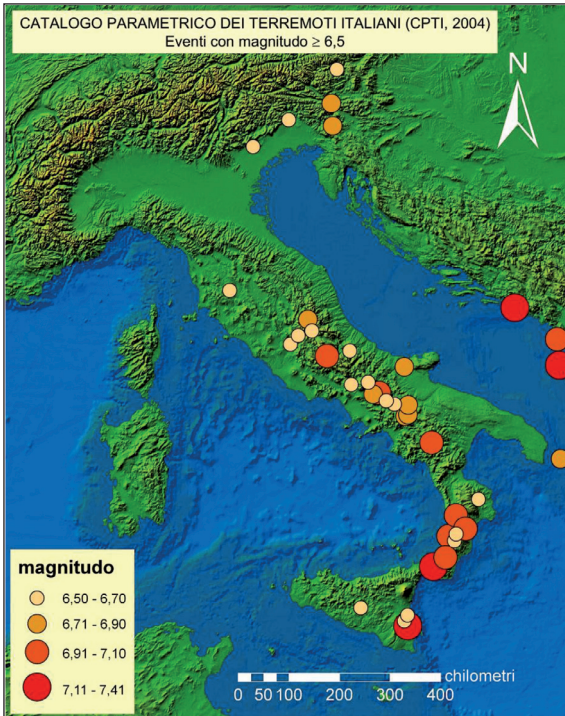 CATALOGO PARAMETRICO DEI TERREMOTI ITALIANI (CPTI, 2004)
Eventi con magnitudo ≥ 6,5
N
magnitudo
6,50 - 6,70
6,71 - 6,90
6,91 - 7,10
7,11 - 7,41
chilometri
0 50 100 200 300 400